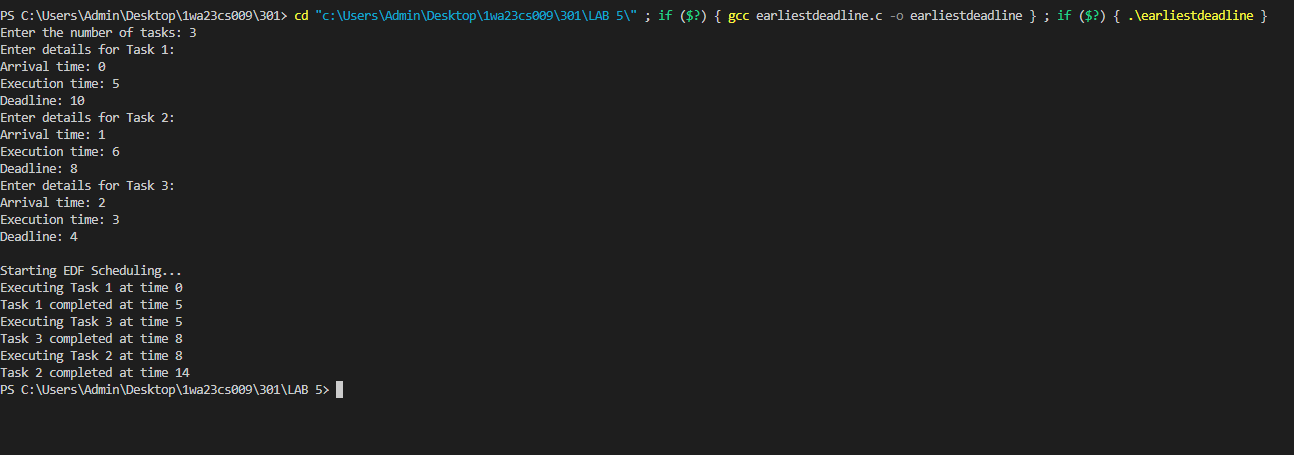 PS C:\Users\Admin\Desktop\1wa23cs009\301> cd "c:\Users\Admin\Desktop\1wa23cs009\301\LAB 5\" ; if ($?) { gcc earliestdeadline.c -o earliestdeadline } ; if ($?) { .\earliestdeadline }
Enter the number of tasks: 3
Enter details for Task 1:
Arrival time: 0
Execution time: 5
Deadline: 10
Enter details for Task 2:
Arrival time: 1
Execution time: 6
Deadline: 8
Enter details for Task 3:
Arrival time: 2
Execution time: 3
Deadline: 4

Starting EDF Scheduling...
Executing Task 1 at time 0
Task 1 completed at time 5
Executing Task 3 at time 5
Task 3 completed at time 8
Executing Task 2 at time 8
Task 2 completed at time 14
PS C:\Users\Admin\Desktop\1wa23cs009\301\LAB 5>